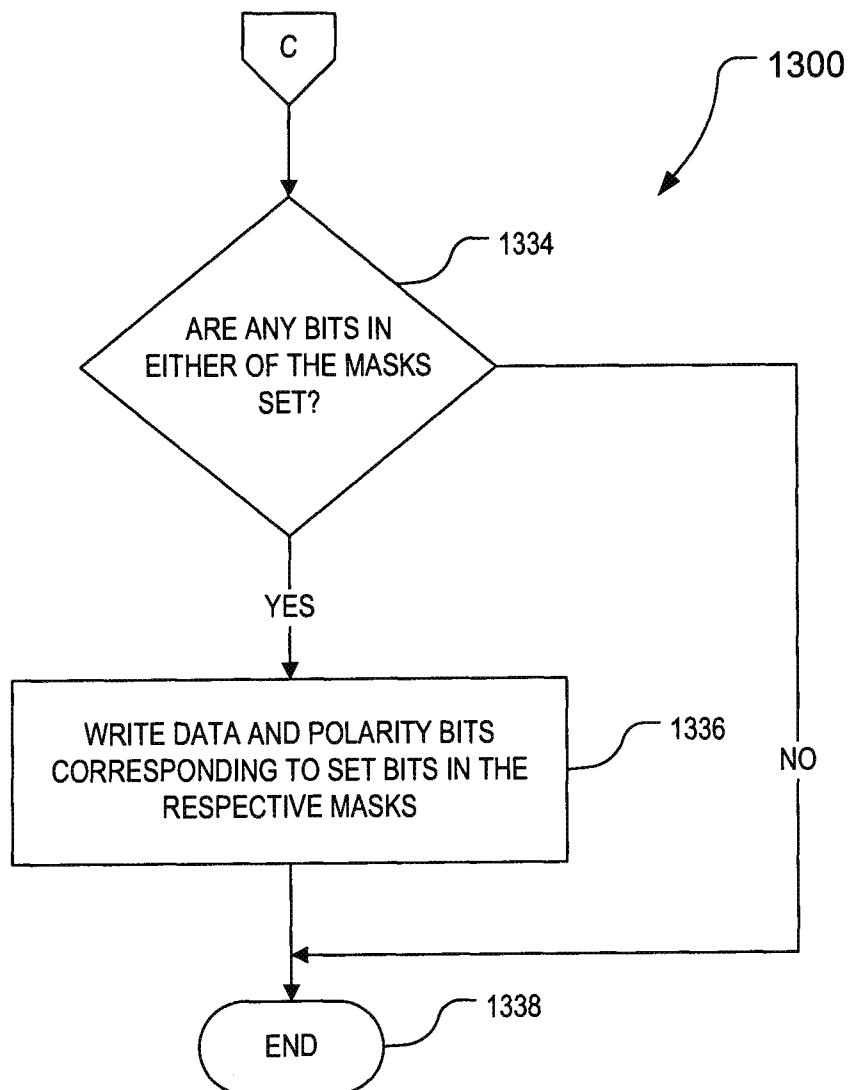 C
1300
1334
ARE ANY BITS IN
EITHER OF THE MASKS
SET?
YES
WRITE DATA AND POLARITY BITS
CORRESPONDING TO SET BITS IN THE
RESPECTIVE MASKS
1336
NO
1338
END